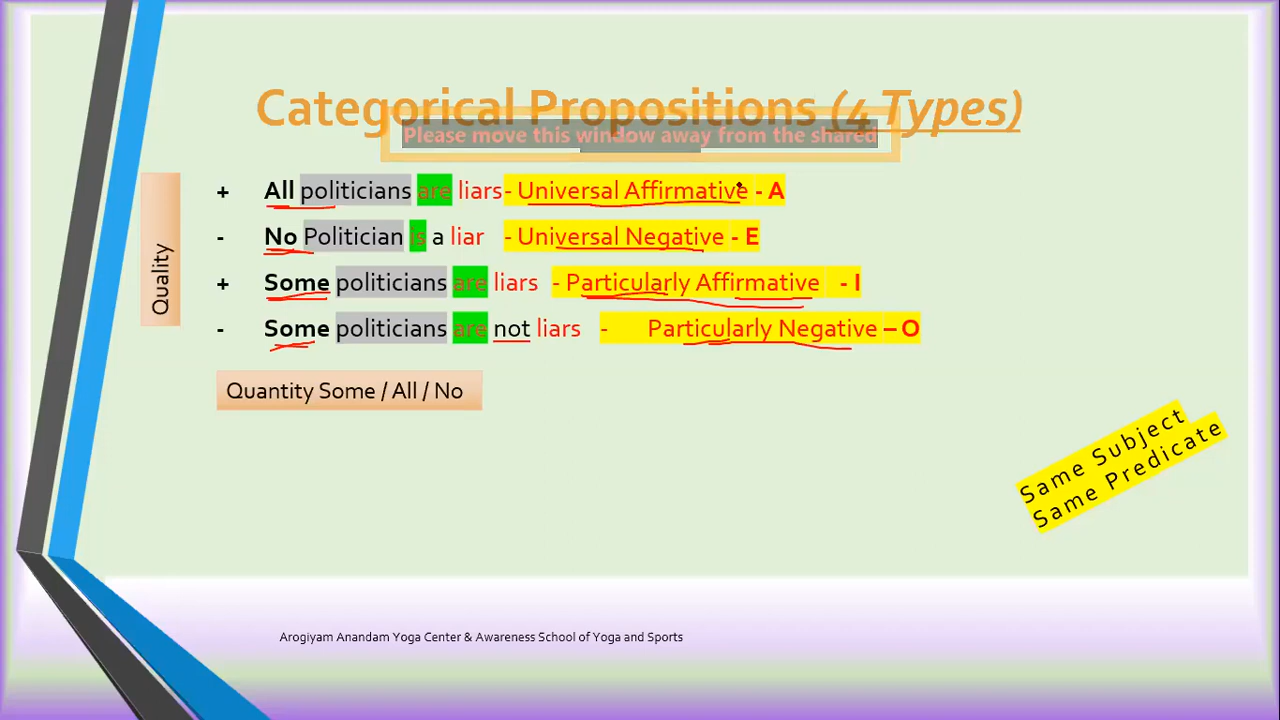 Categorical Propositions (4 Types)
Please move this window away from the shared
+ All politicians are liars - Universal Affirmative - A
- No Politician is a liar - Universal Negative - E
+ Some politicians are liars - Particularly Affirmative - I
- Some politicians are not liars - Particularly Negative – O
Quality
Quantity Some / All / No
Same Subject
Same Predicate
Arogiyam Anandam Yoga Center & Awareness School of Yoga and Sports